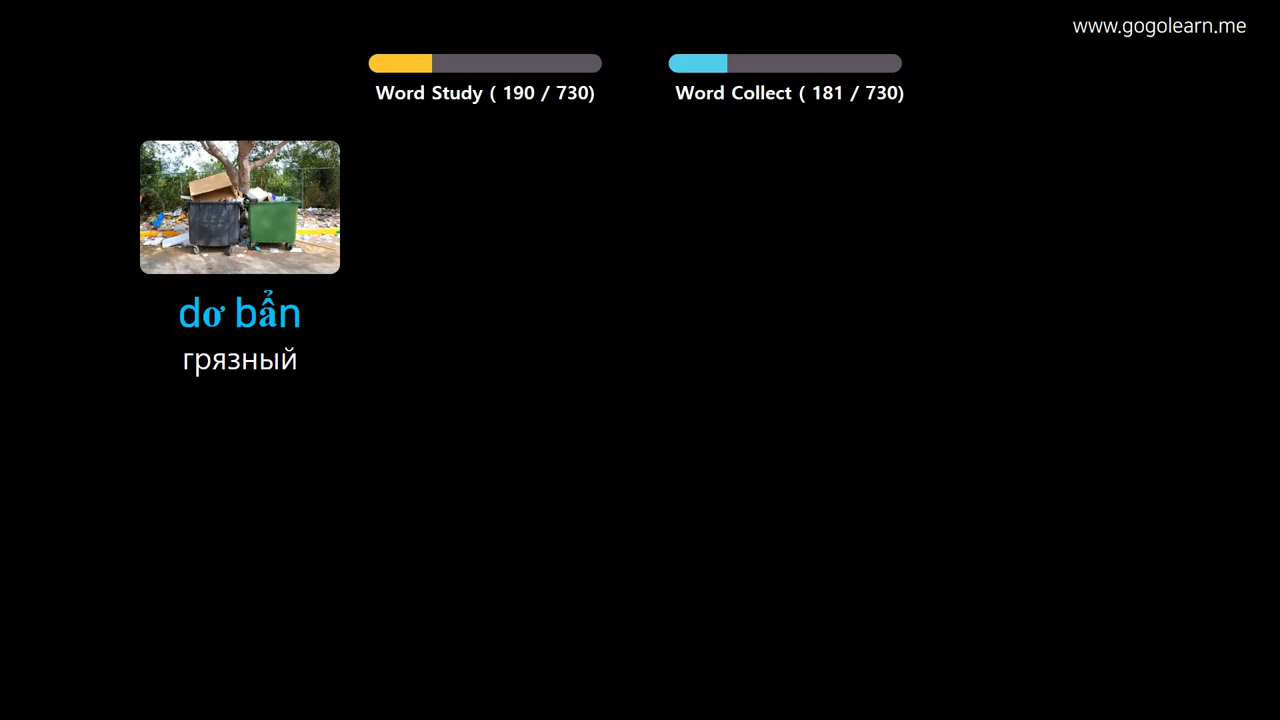 www.gogolearn.me
Word Study ( 190 / 730)
Word Collect ( 181 / 730)
dơ bẩn
грязный